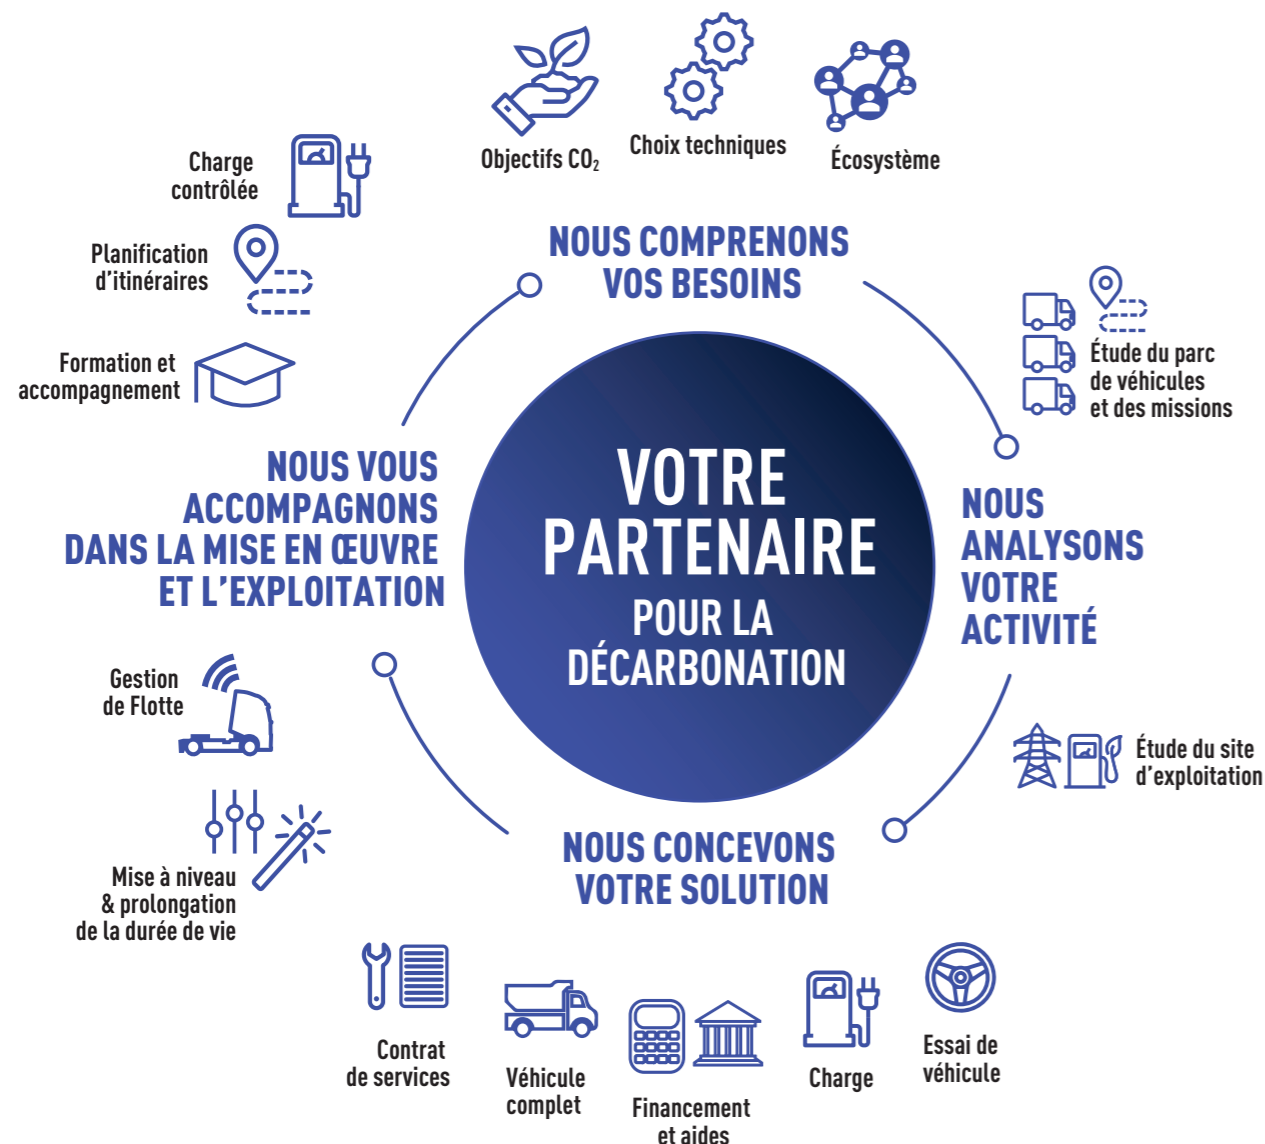 Objectifs CO₂
Choix techniques
Écosystème
NOUS COMPRENONS
VOS BESOINS
Étude du parc
de véhicules
et des missions
NOUS
ANALYSONS
VOTRE
ACTIVITÉ
Étude du site
d'exploitation
NOUS CONCEVONS
VOTRE SOLUTION
Essai de
véhicule
Charge
Financement
et aides
Véhicule
complet
Contrat
de services
NOUS VOUS
ACCOMPAGNONS
DANS LA MISE EN ŒUVRE
ET L'EXPLOITATION
Mise à niveau
& prolongation
de la durée de vie
Gestion
de Flotte
Formation et
accompagnement
Planification
d'itinéraires
Charge
contrôlée
VOTRE
PARTENAIRE
POUR LA
DÉCARBONATION